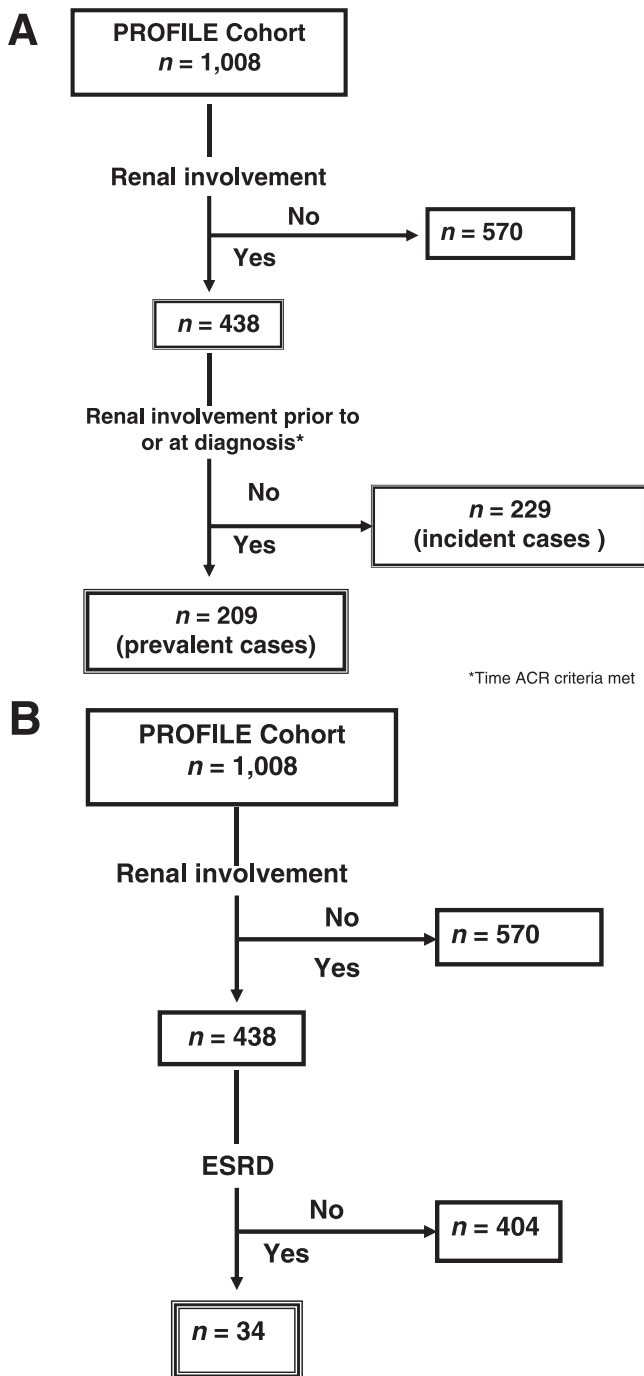 A
PROFILE Cohort
n = 1,008
Renal involvement
No
n = 570
Yes
n = 438
Renal involvement prior to
or at diagnosis*
No
n = 229
(incident cases )
Yes
n = 209
(prevalent cases)
*Time ACR criteria met
B
PROFILE Cohort
n = 1,008
Renal involvement
No
n = 570
Yes
n = 438
ESRD
No
n = 404
Yes
n = 34